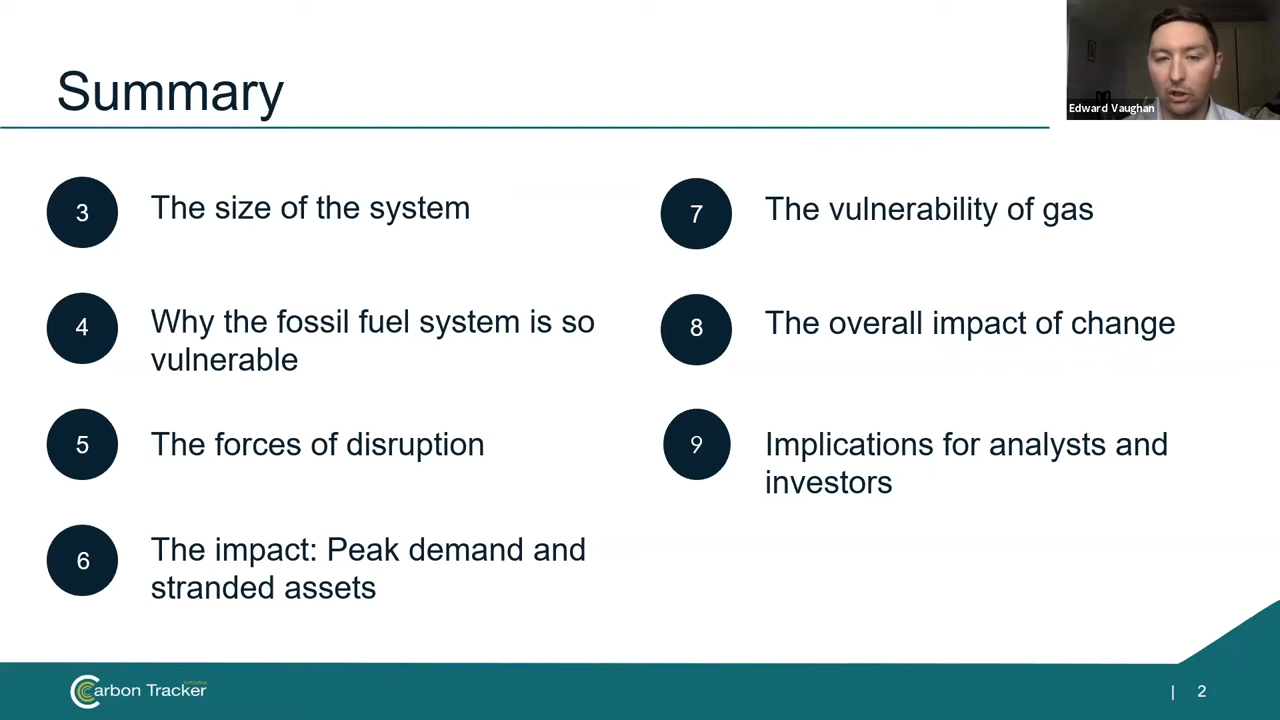 Summary
Edward Vaughan
3
The size of the system
4
Why the fossil fuel system is so
vulnerable
5
The forces of disruption
6
The impact: Peak demand and
stranded assets
7
The vulnerability of gas
8
The overall impact of change
9
Implications for analysts and
investors
Carbon Tracker
Initiative
| 2